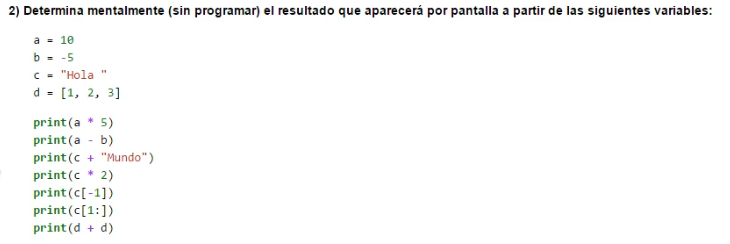 2) Determina mentalmente (sin programar) el resultado que aparecerá por pantalla a partir de las siguientes variables:
a = 10
b = -5
c = "Hola "
d = [1, 2, 3]
print(a * 5)
print(a - b)
print(c + "Mundo")
print(c * 2)
print(c[-1])
print(c[1:])
print(d + d)